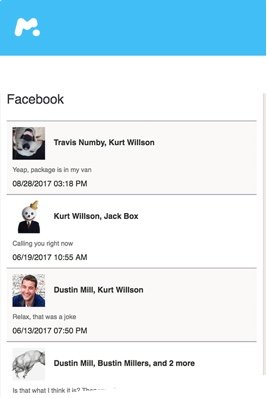 Facebook
Travis Numby, Kurt Willson
Yeap, package is in my van
08/28/2017 03:18 PM
Kurt Willson, Jack Box
Calling you right now
06/19/2017 10:55 AM
Dustin Mill, Kurt Willson
Relax, that was a joke
06/13/2017 07:50 PM
Dustin Mill, Bustin Millers, and 2 more
Is that what I think it is?